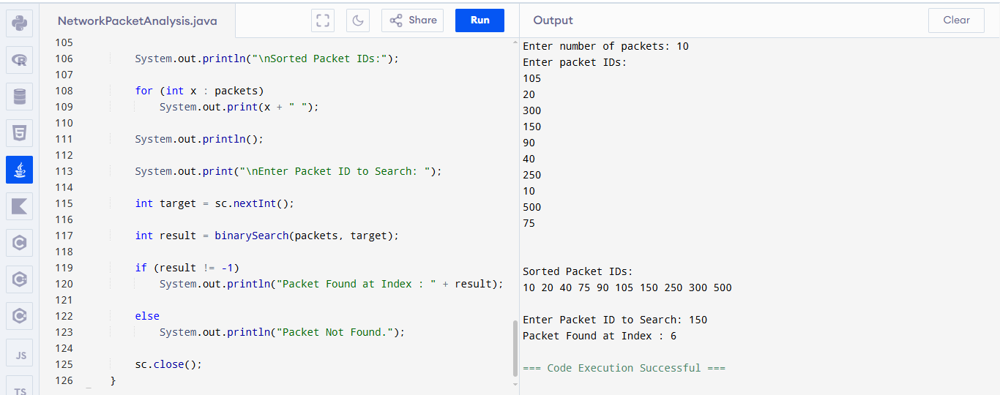 NetworkPacketAnalysis.java
Share
Run
105
106 System.out.println("\nSorted Packet IDs:");
107
108 for (int x : packets)
109 System.out.print(x + " ");
110
111 System.out.println();
112
113 System.out.print("\nEnter Packet ID to Search: ");
114
115 int target = sc.nextInt();
116
117 int result = binarySearch(packets, target);
118
119 if (result != -1)
120 System.out.println("Packet Found at Index : " + result);
121
122 else
123 System.out.println("Packet Not Found.");
124
125 sc.close();
126 }
JS
TS
Output
Clear
Enter number of packets: 10
Enter packet IDs:
105
20
300
150
90
40
250
10
500
75
Sorted Packet IDs:
10 20 40 75 90 105 150 250 300 500
Enter Packet ID to Search: 150
Packet Found at Index : 6
=== Code Execution Successful ===